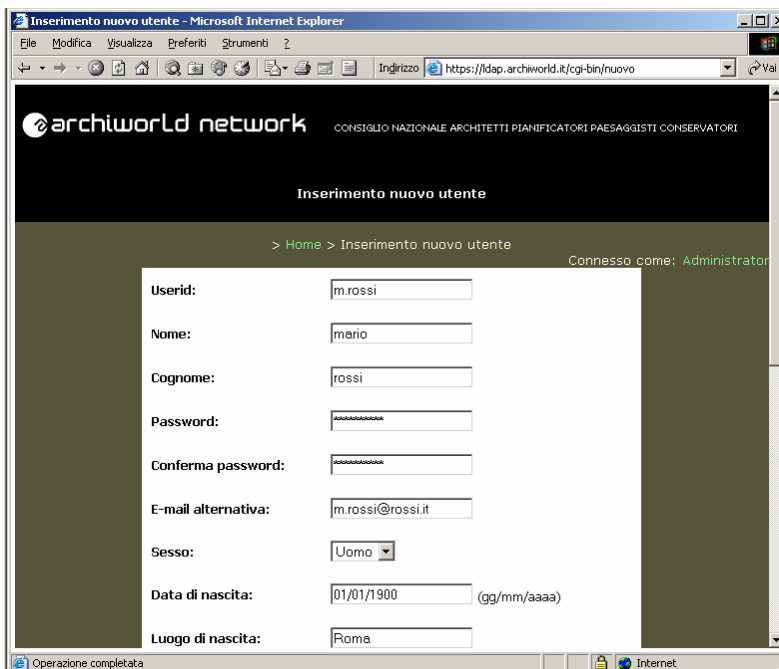 Inserimento nuovo utente - Microsoft Internet Explorer
File Modifica Visualizza Preferiti Strumenti ?
Indirizzo https://ldap.archiworld.it/cgi-bin/nuovo Vai
archiworld network CONSIGLIO NAZIONALE ARCHITETTI PIANIFICATORI PAESAGGISTI CONSERVATORI
Inserimento nuovo utente
> Home > Inserimento nuovo utente
Connesso come: Administrator
Userid: m.rossi
Nome: mario
Cognome: rossi
Password: **********
Conferma password: **********
E-mail alternativa: m.rossi@rossi.it
Sesso: Uomo
Data di nascita: 01/01/1900 (gg/mm/aaaa)
Luogo di nascita: Roma
Operazione completata Internet